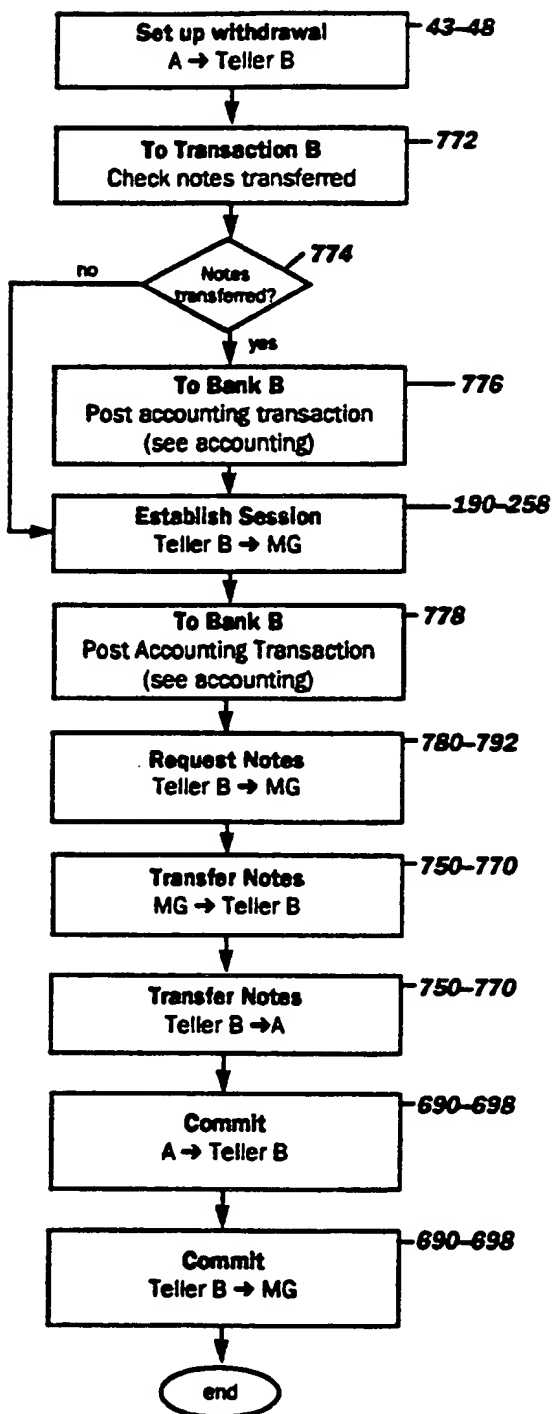 Set up withdrawal
A → Teller B
43–48
To Transaction B
Check notes transferred
772
Notes
transferred?
774
no
yes
To Bank B
Post accounting transaction
(see accounting)
776
Establish Session
Teller B → MG
190–258
To Bank B
Post Accounting Transaction
(see accounting)
778
Request Notes
Teller B → MG
780–792
Transfer Notes
MG → Teller B
750–770
Transfer Notes
Teller B → A
750–770
Commit
A → Teller B
690–698
Commit
Teller B → MG
690–698
end